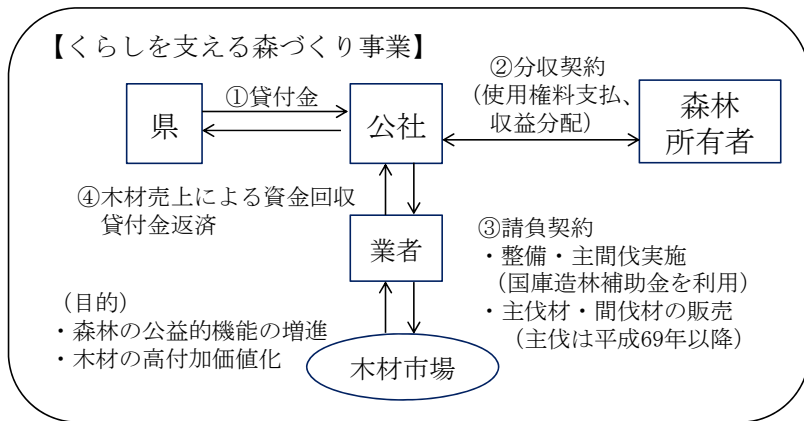 【くらしを支える森づくり事業】
県
①貸付金
公社
②分収契約
（使用権料支払、
収益分配）
森林
所有者
④木材売上による資金回収
貸付金返済
業者
③請負契約
・整備・主間伐実施
（国庫造林補助金を利用）
・主伐材・間伐材の販売
（主伐は平成69年以降）
（目的）
・森林の公益的機能の増進
・木材の高付加価値化
木材市場